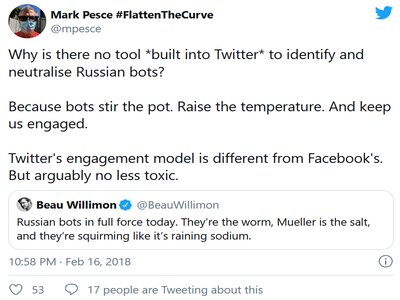 Mark Pesce #FlattenTheCurve
@mpesce
Why is there no tool *built into Twitter* to identify and
neutralise Russian bots?
Because bots stir the pot. Raise the temperature. And keep
us engaged.
Twitter's engagement model is different from Facebook's.
But arguably no less toxic.
Beau Willimon @BeauWillimon
Russian bots in full force today. They're the worm, Mueller is the salt,
and they're squirming like it's raining sodium.
10:58 PM · Feb 16, 2018
53 17 people are Tweeting about this